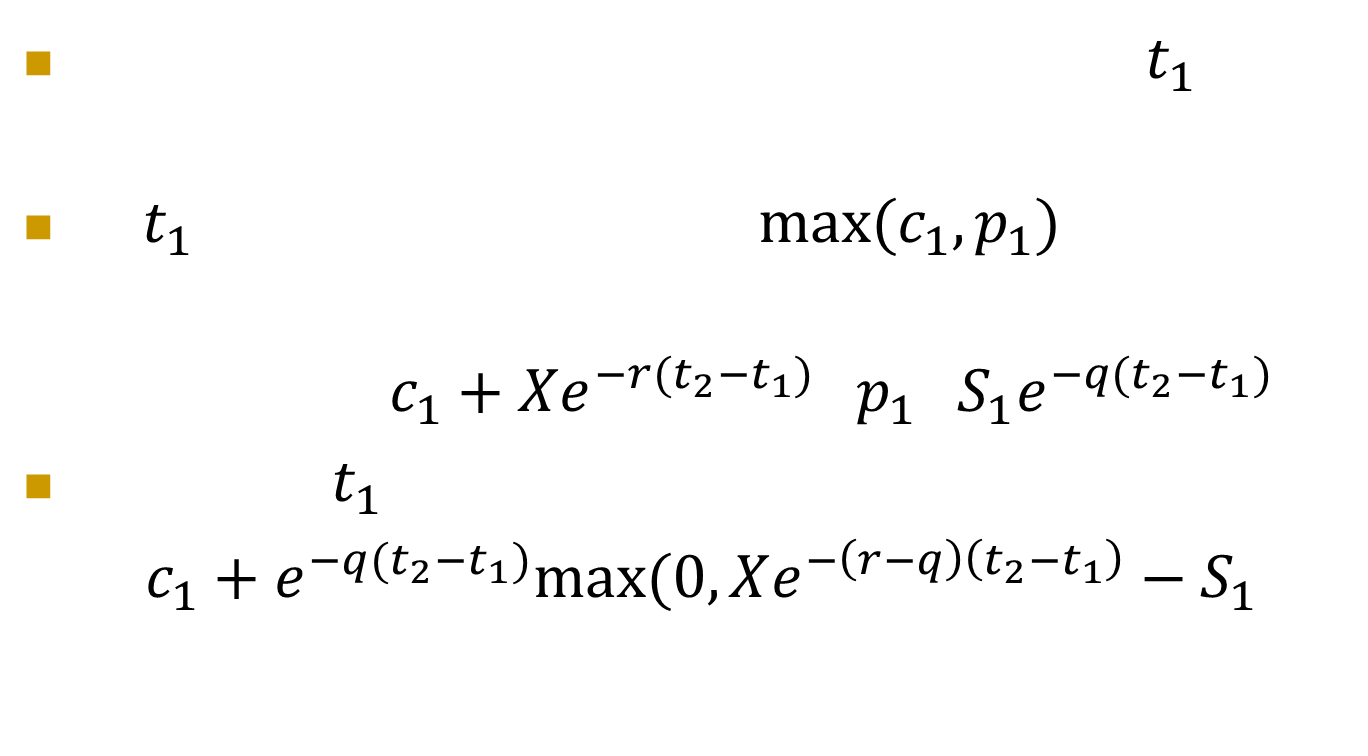 ▪ t₁
▪ t₁ max(c₁, p₁)
c₁ + Xe^{−r(t₂−t₁)} p₁ S₁e^{−q(t₂−t₁)}
▪ t₁
c₁ + e^{−q(t₂−t₁)}max(0, Xe^{−(r−q)(t₂−t₁)} − S₁